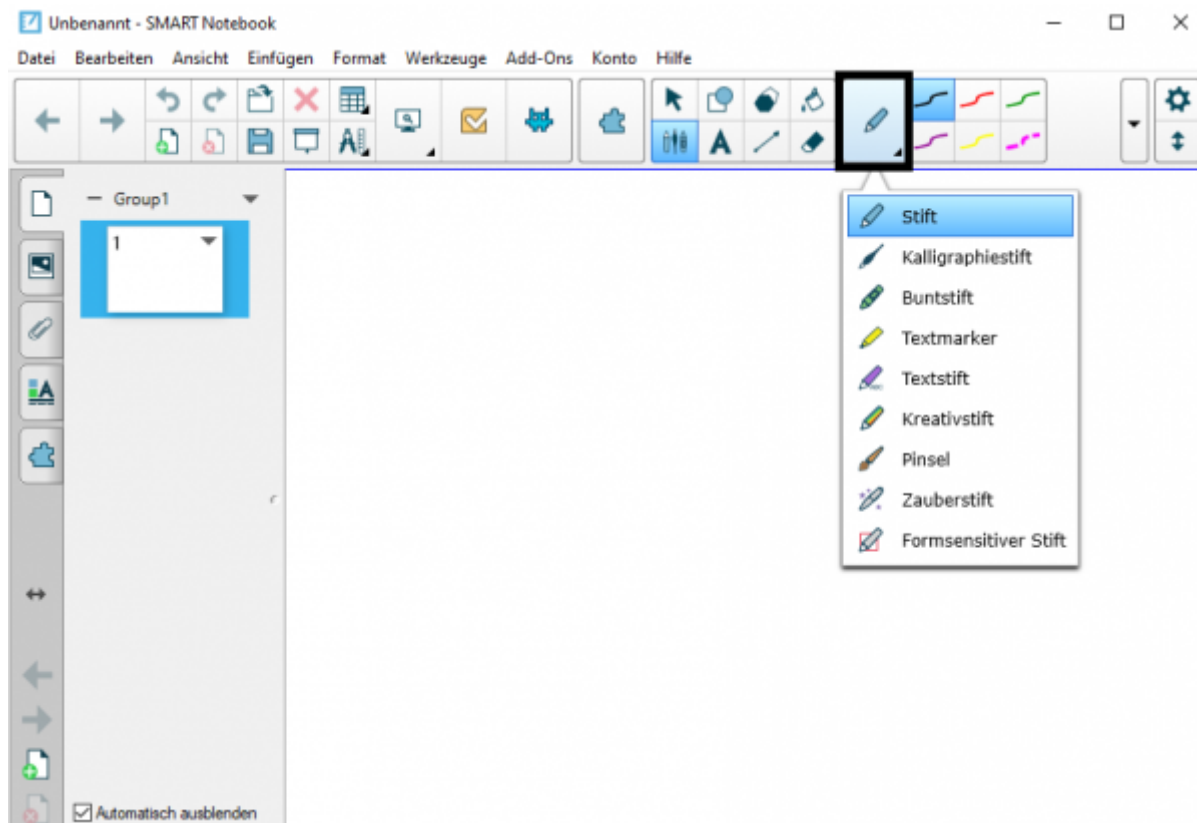 Unbenannt - SMART Notebook
Datei Bearbeiten Ansicht Einfügen Format Werkzeuge Add-Ons Konto Hilfe
Group1
1
Stift
Kalligraphiestift
Buntstift
Textmarker
Textstift
Kreativstift
Pinsel
Zauberstift
Formsensitiver Stift
Automatisch ausblenden